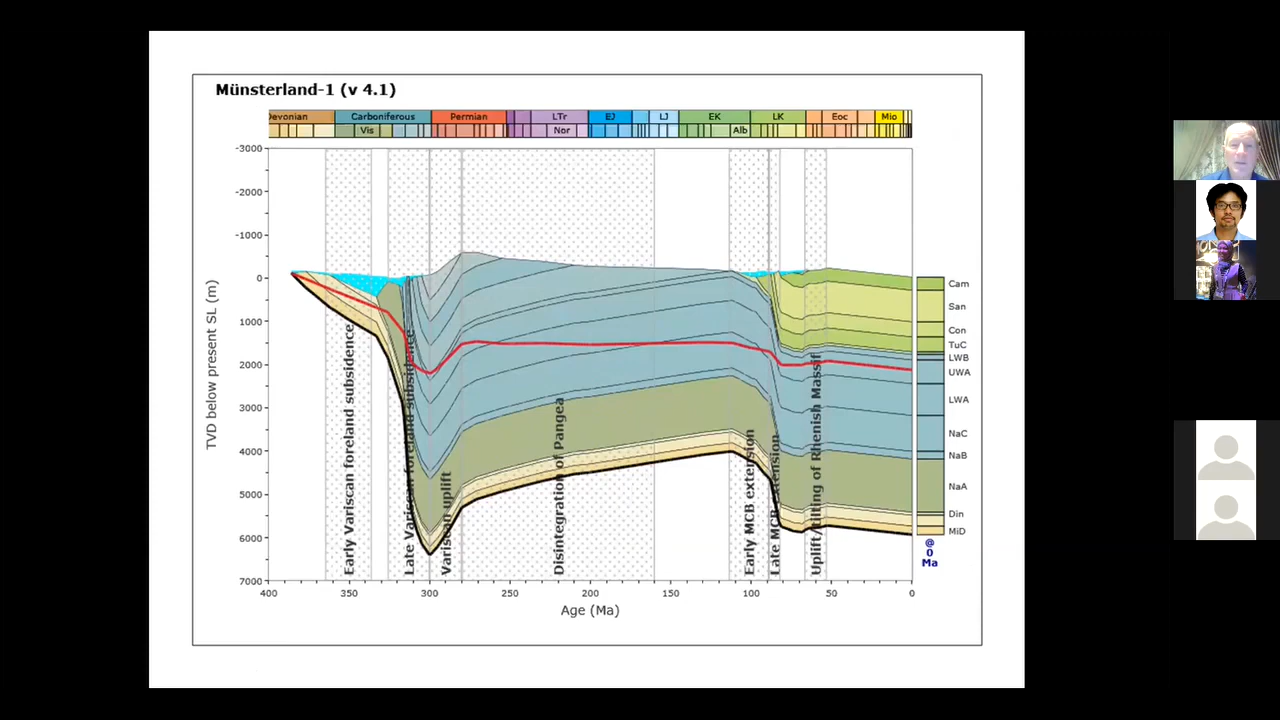 Münsterland-1 (v 4.1)
Devonian Carboniferous Permian LTr EJ LJ EK LK Eoc Mio
Vis Nor Alb
-3000
-2000
-1000
0
1000
2000
3000
4000
5000
6000
7000
TVD below present SL (m)
Early Variscan foreland subsidence
Late Variscan foreland subsidence
Variscan uplift
Disintegration of Pangea
Early MCB extension
Late MCB extension
Uplift/tilting of Rhenish Massif
Cam
San
Con
TuC
LWB
UWA
LWA
NaC
NaB
NaA
Din
MiD
@
0
Ma
400 350 300 250 200 150 100 50 0
Age (Ma)